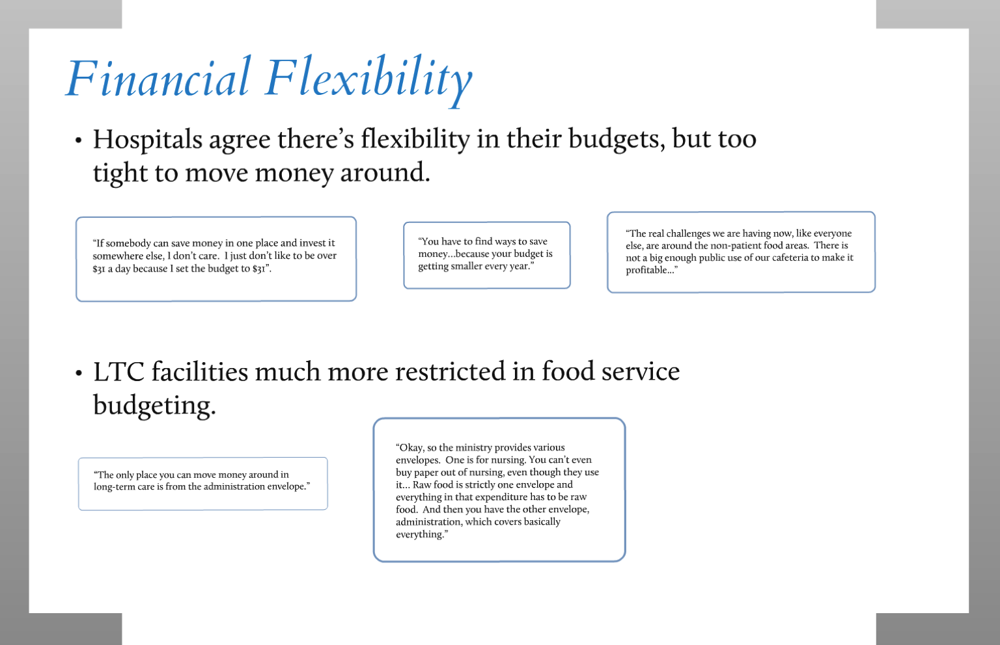 Financial Flexibility
• Hospitals agree there’s flexibility in their budgets, but too
tight to move money around.
“If somebody can save money in one place and invest it
somewhere else, I don’t care.  I just don’t like to be over
$31 a day because I set the budget to $31”.
“You have to find ways to save
money...because your budget is
getting smaller every year.”
“The real challenges we are having now, like everyone
else, are around the non-patient food areas.  There is
not a big enough public use of our cafeteria to make it
profitable...”
• LTC facilities much more restricted in food service
budgeting.
“The only place you can move money around in
long-term care is from the administration envelope.”
“Okay, so the ministry provides various
envelopes.  One is for nursing. You can’t even
buy paper out of nursing, even though they use
it... Raw food is strictly one envelope and
everything in that expenditure has to be raw
food.  And then you have the other envelope,
administration, which covers basically
everything.”